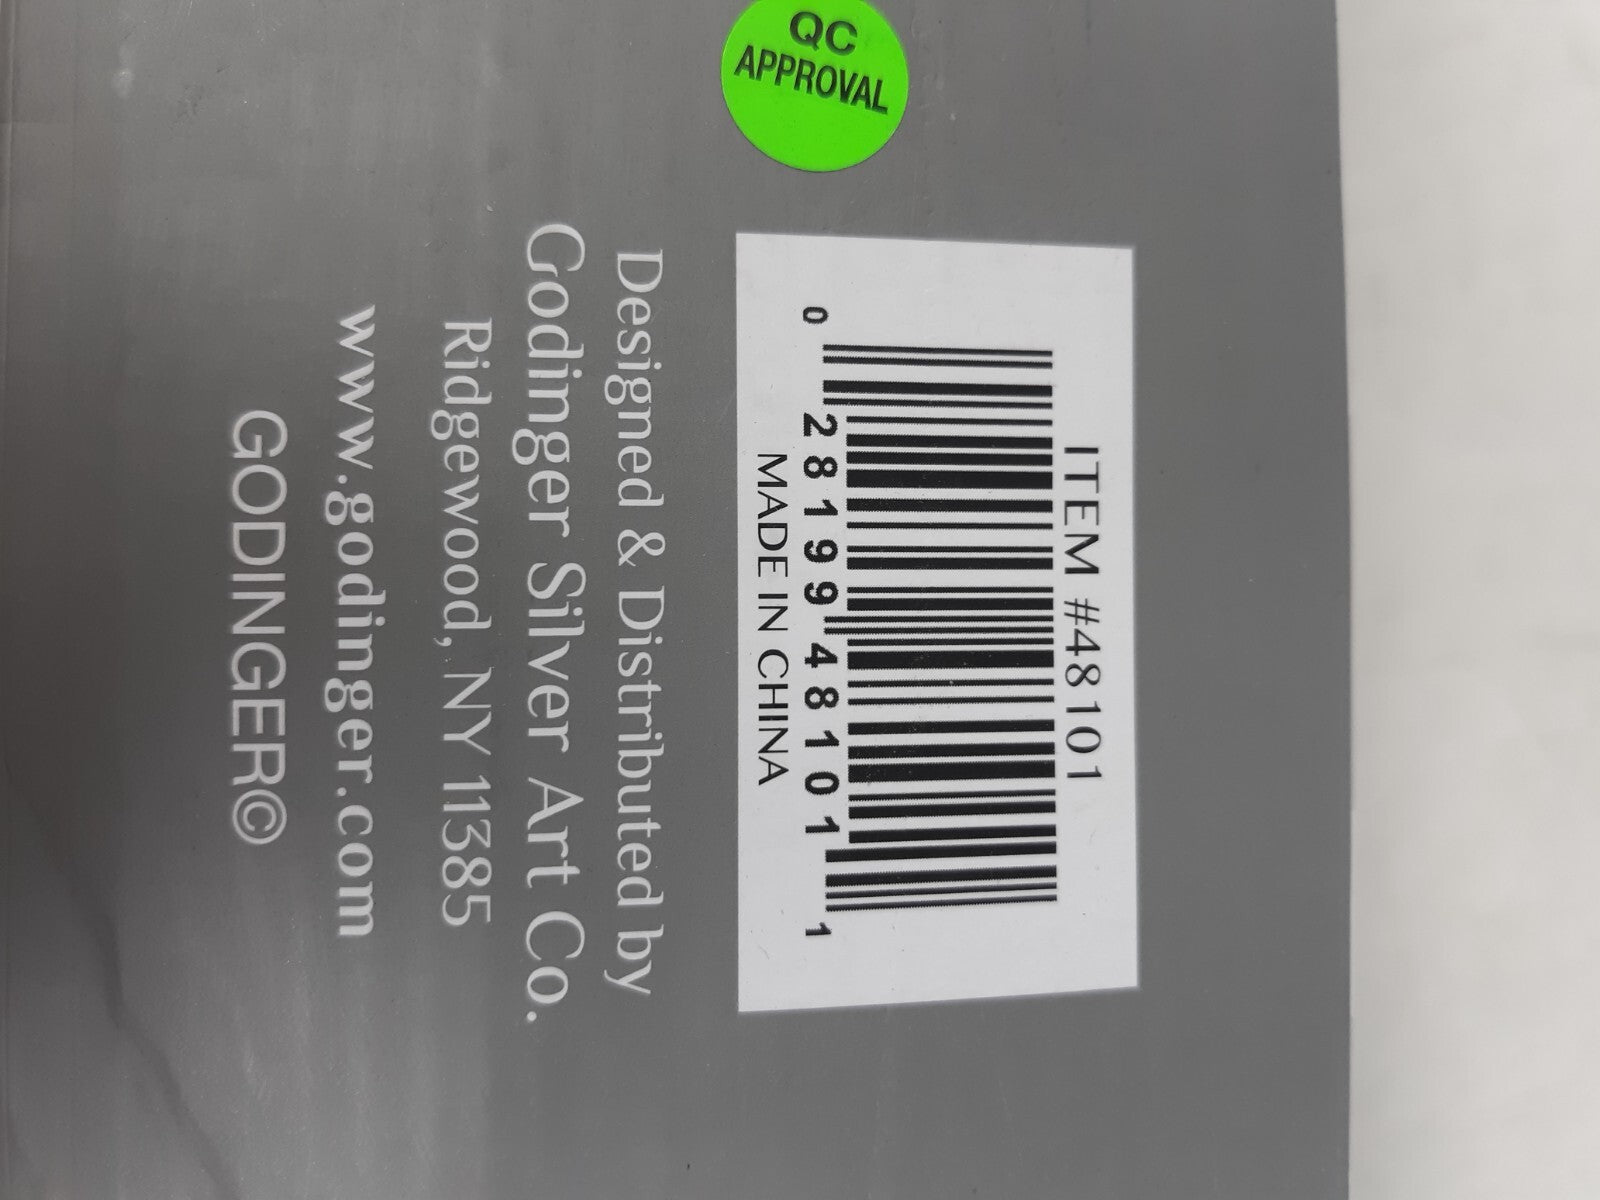 QC
APPROVAL
ITEM #48101
0 28199 48101 1
MADE IN CHINA
Designed & Distributed by
Godinger Silver Art Co.
Ridgewood, NY 11385
www.godinger.com
GODINGER©